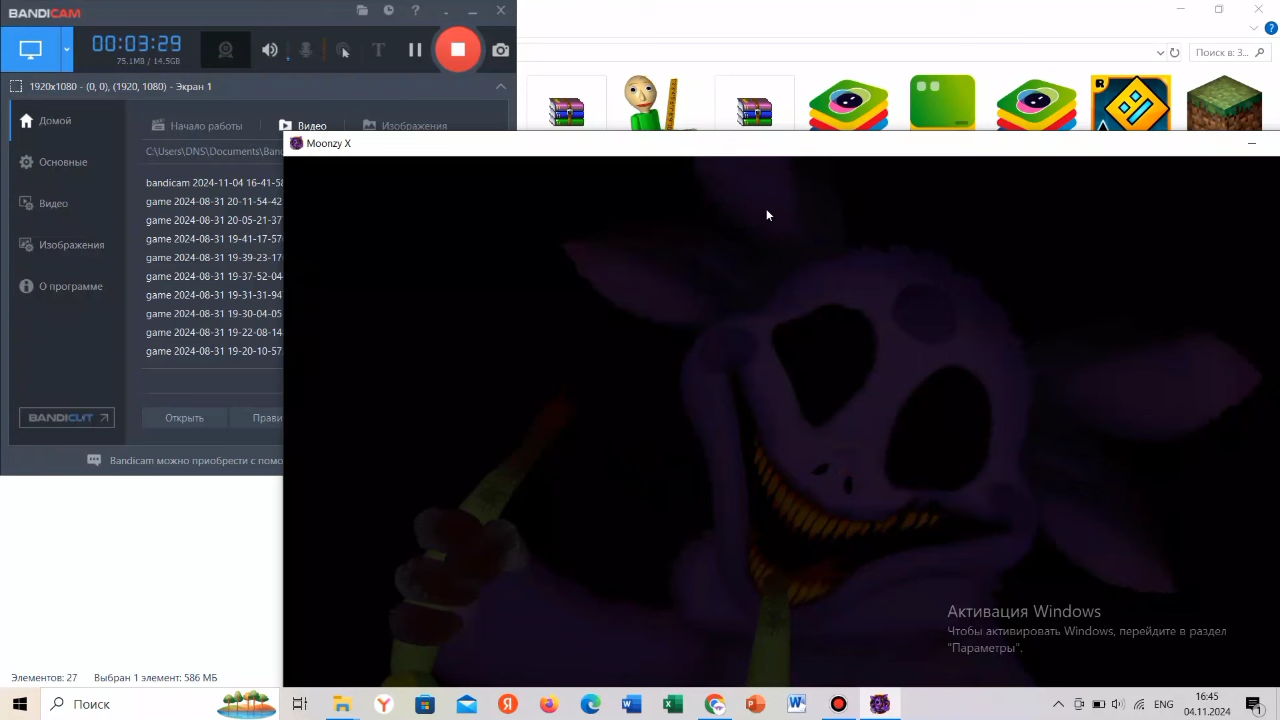 BANDICAM
00:03:29
75.1MB / 14.5GB
1920x1080 - (0, 0), (1920, 1080) - Экран 1
Домой
Основные
Видео
Изображения
О программе
BANDICUT
Начало работы
Видео
Изображения
C:\Users\DNS\Documents\Ban
bandicam 2024-11-04 16-41-58
game 2024-08-31 20-11-54-42
game 2024-08-31 20-05-21-37
game 2024-08-31 19-41-17-57
game 2024-08-31 19-39-23-17
game 2024-08-31 19-37-52-04
game 2024-08-31 19-31-31-94
game 2024-08-31 19-30-04-05
game 2024-08-31 19-22-08-14
game 2024-08-31 19-20-10-57
Открыть
Прави
Bandicam можно приобрести с помо
Поиск в: З...
R
Moonzy X
Активация Windows
Чтобы активировать Windows, перейдите в раздел
"Параметры".
Элементов: 27
Выбран 1 элемент: 586 МБ
Поиск
ENG
16:45
04.11.2024
1